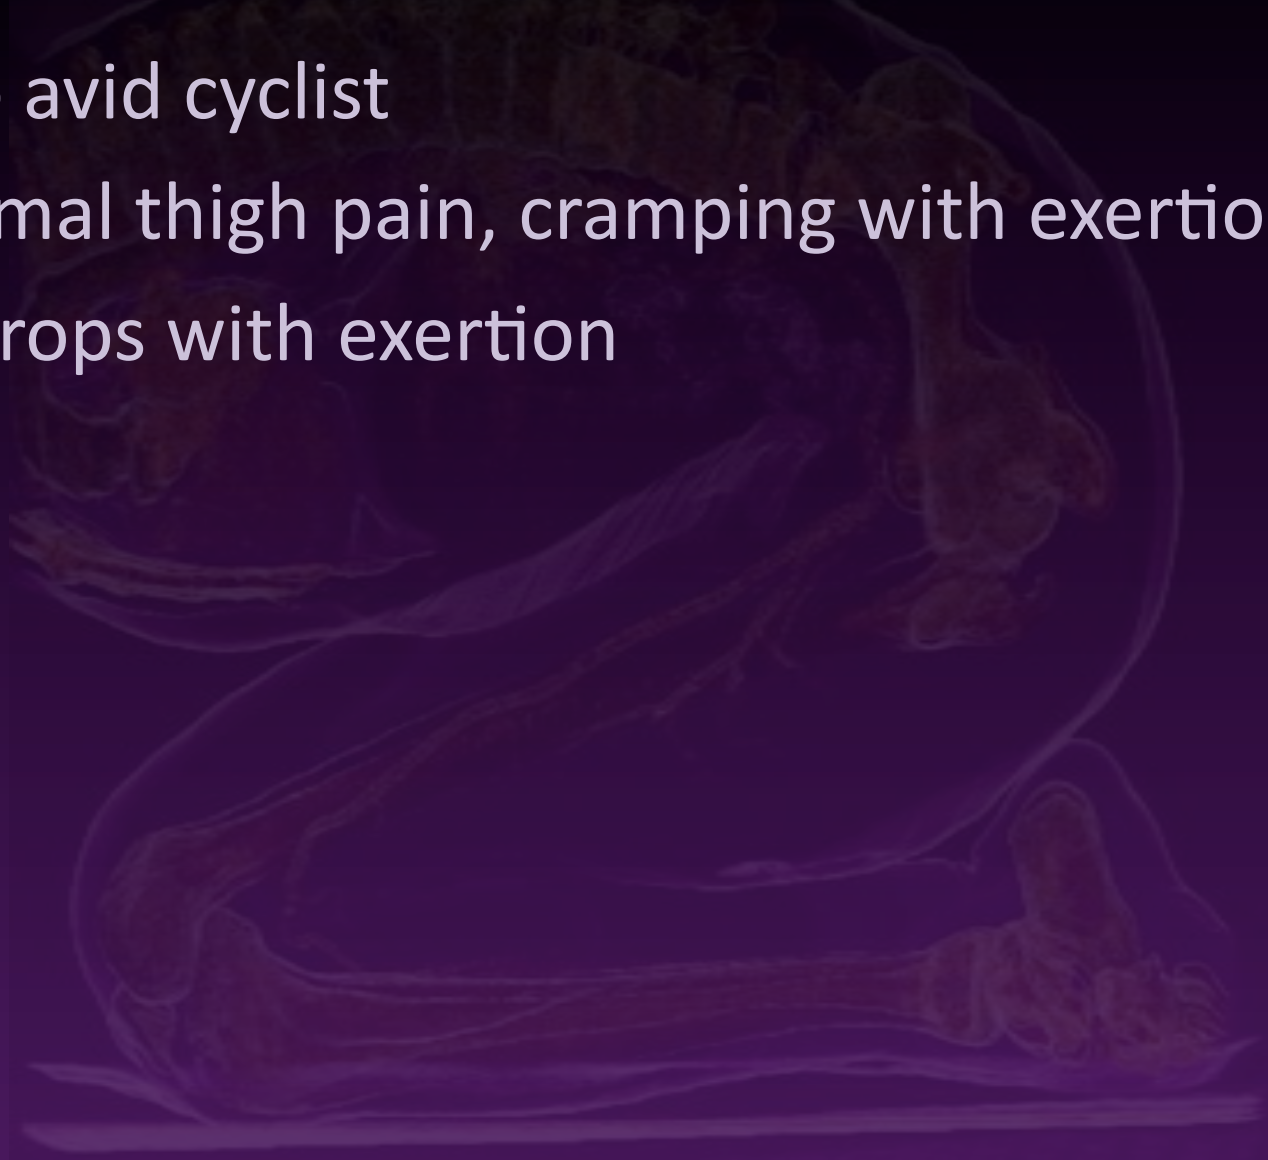 avid cyclist
mal thigh pain, cramping with exertio
rops with exertion